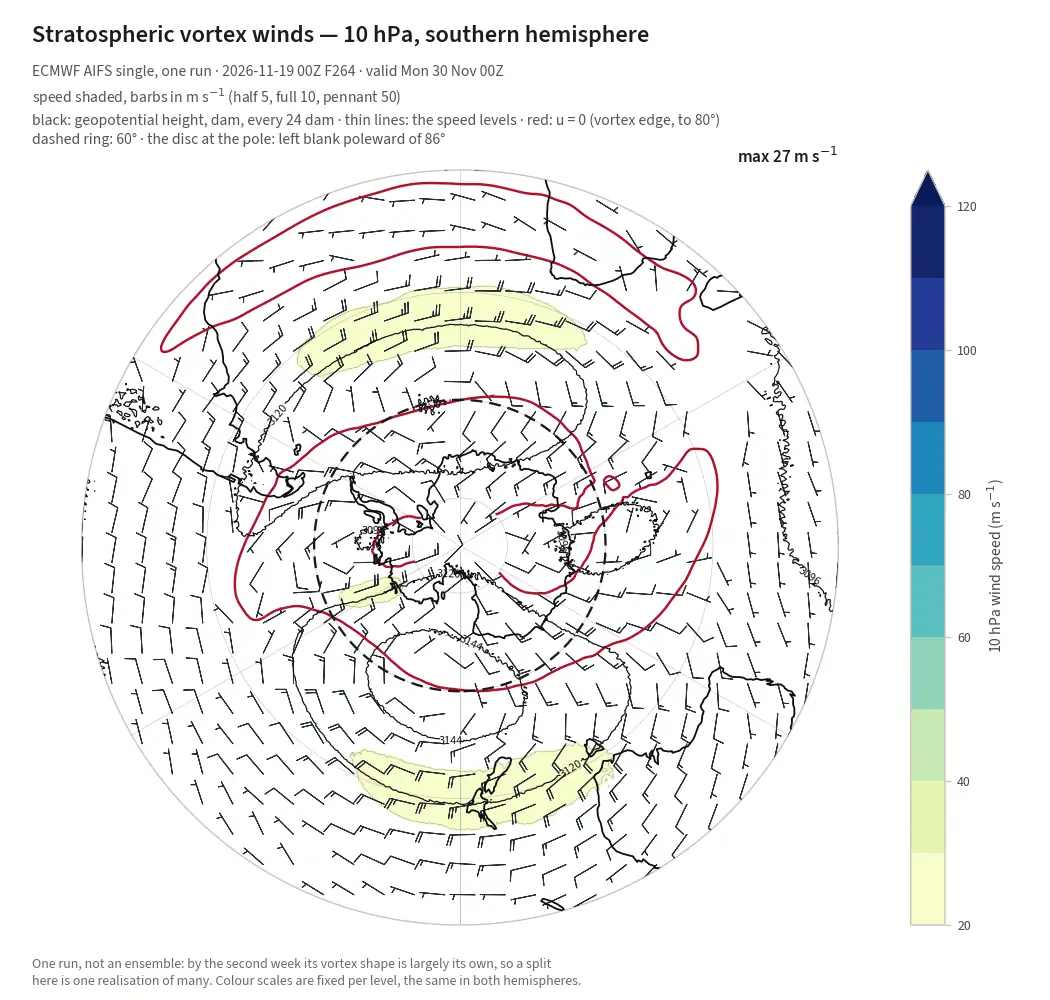 Stratospheric vortex winds — 10 hPa, southern hemisphere
ECMWF AIFS single, one run · 2026-11-19 00Z F264 · valid Mon 30 Nov 00Z
speed shaded, barbs in m s⁻¹ (half 5, full 10, pennant 50)
black: geopotential height, dam, every 24 dam · thin lines: the speed levels · red: u = 0 (vortex edge, to 80°)
dashed ring: 60° · the disc at the pole: left blank poleward of 86°
max 27 m s⁻¹
120
100
80
60
40
20
10 hPa wind speed (m s⁻¹)
3120
3120
3144
3144
3120
3096
One run, not an ensemble: by the second week its vortex shape is largely its own, so a split
here is one realisation of many. Colour scales are fixed per level, the same in both hemispheres.